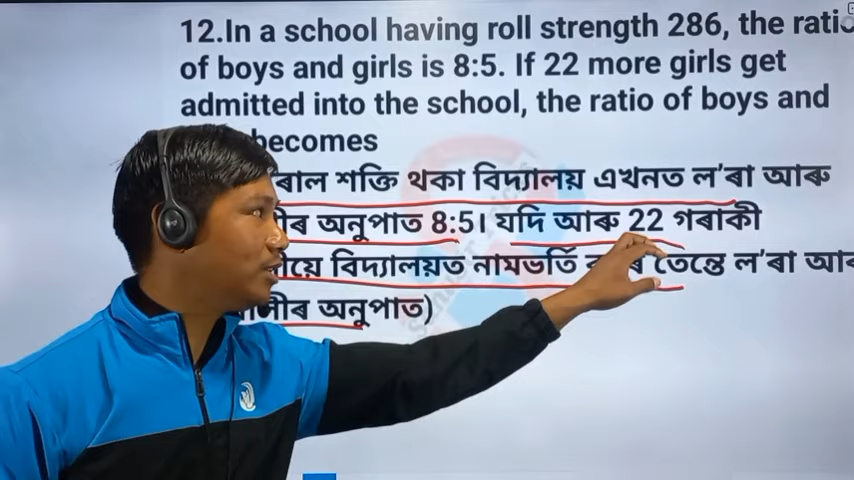 12.In a school having roll strength 286, the ratio
of boys and girls is 8:5. If 22 more girls get
admitted into the school, the ratio of boys and
becomes
ৰোল শক্তি থকা বিদ্যালয় এখনত ল'ৰা আৰু
অনুপাত 8:5। যদি আৰু 22 গৰাকী
বিদ্যালয়ত নামভৰ্তি তেন্তে ল'ৰা
অনুপাত)